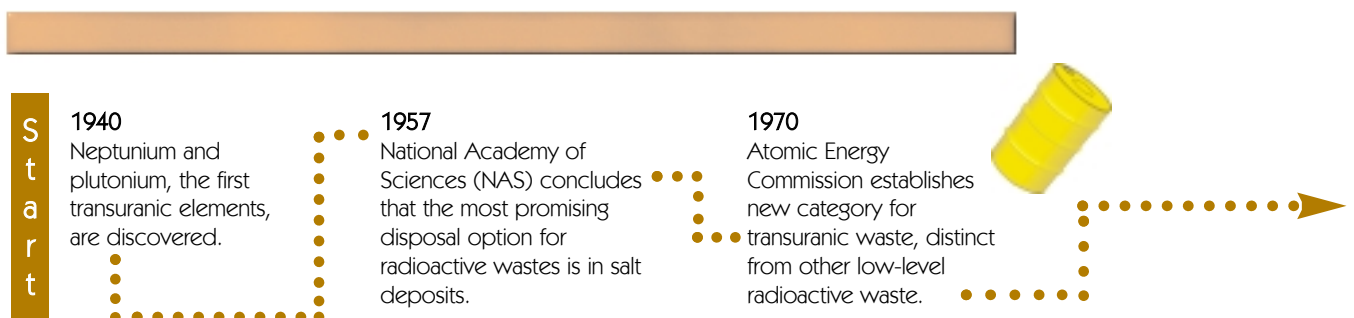 Start
1940
Neptunium and
plutonium, the first
transuranic elements,
are discovered.
1957
National Academy of
Sciences (NAS) concludes
that the most promising
disposal option for
radioactive wastes is in salt
deposits.
1970
Atomic Energy
Commission establishes
new category for
transuranic waste, distinct
from other low-level
radioactive waste.